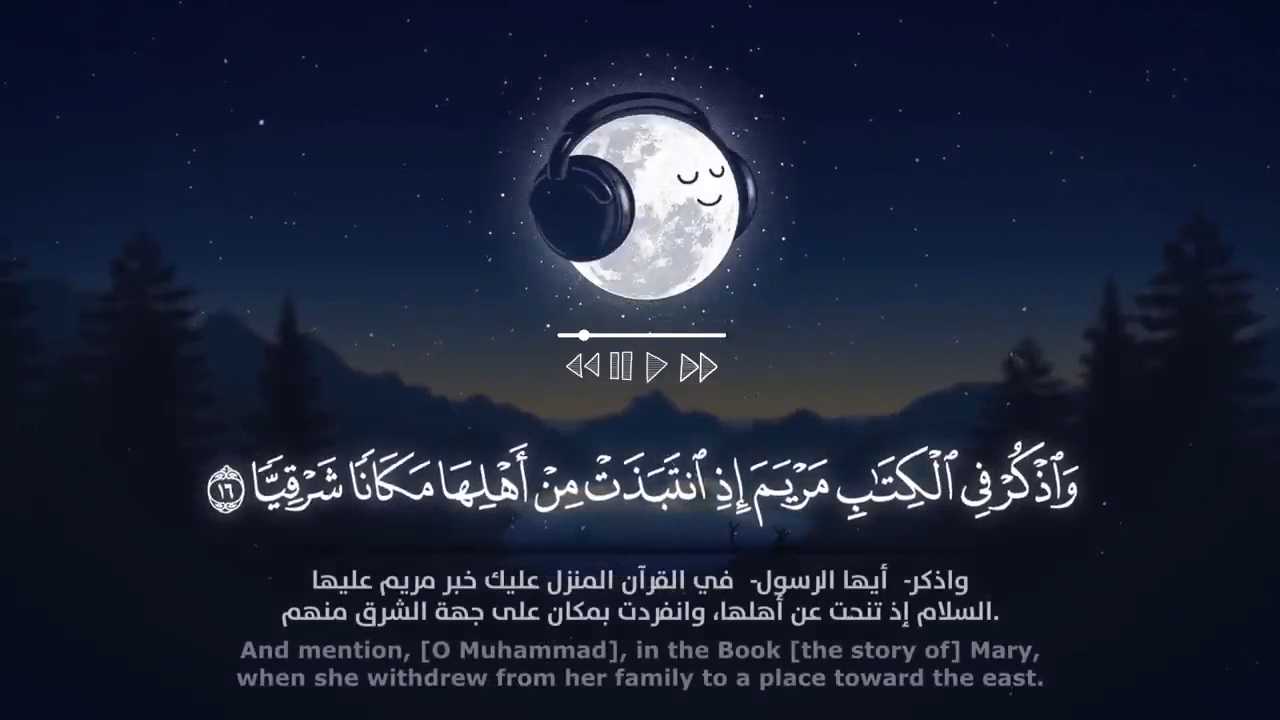 وَٱذۡكُرۡ فِي ٱلۡكِتَٰبِ مَرۡيَمَ إِذِ ٱنتَبَذَتۡ مِنۡ أَهۡلِهَا مَكَانٗا شَرۡقِيّٗا ١٦
واذكر- أيها الرسول- في القرآن المنزل عليك خبر مريم عليها
السلام إذ تنحت عن أهلها، وانفردت بمكان على جهة الشرق منهم.
And mention, [O Muhammad], in the Book [the story of] Mary,
when she withdrew from her family to a place toward the east.